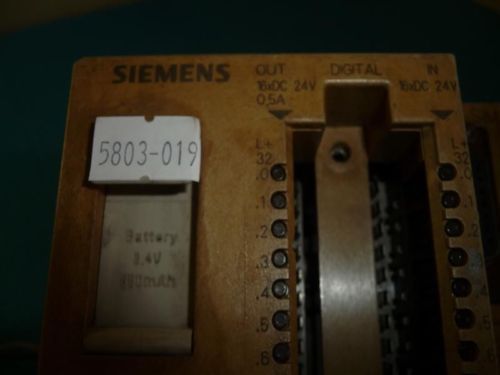 SIEMENS
OUT DIGITAL IN
16xDC 24V 16xDC 24V
0,5A
5803-019
L+ L+
32 32
.0 .0
.1 .1
.2 .2
.3 .3
.4 .4
.5 .5
.6 .6
Battery
3.4V